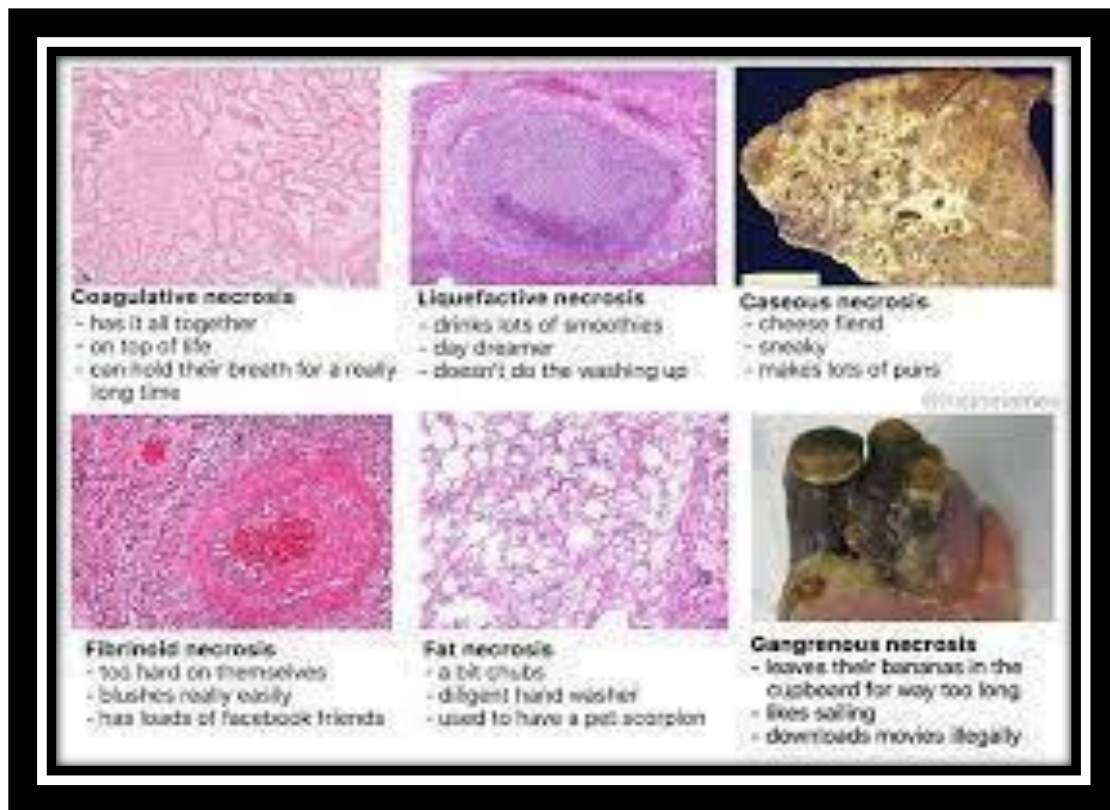 Coagulative necrosis
- has it all together
- on top of life
- can hold their breath for a really
long time
Liquefactive necrosis
- drinks lots of smoothies
- day dreamer
- doesn't do the washing up
Caseous necrosis
- cheese fiend
- sneaky
- makes lots of puns
Fibrinoid necrosis
- too hard on themselves
- blushes really easily
- has loads of facebook friends
Fat necrosis
- a bit chubs
- diligent hand washer
- used to have a pet scorpion
Gangrenous necrosis
- leaves their bananas in the
cupboard for way too long
- likes sailing
- downloads movies illegally